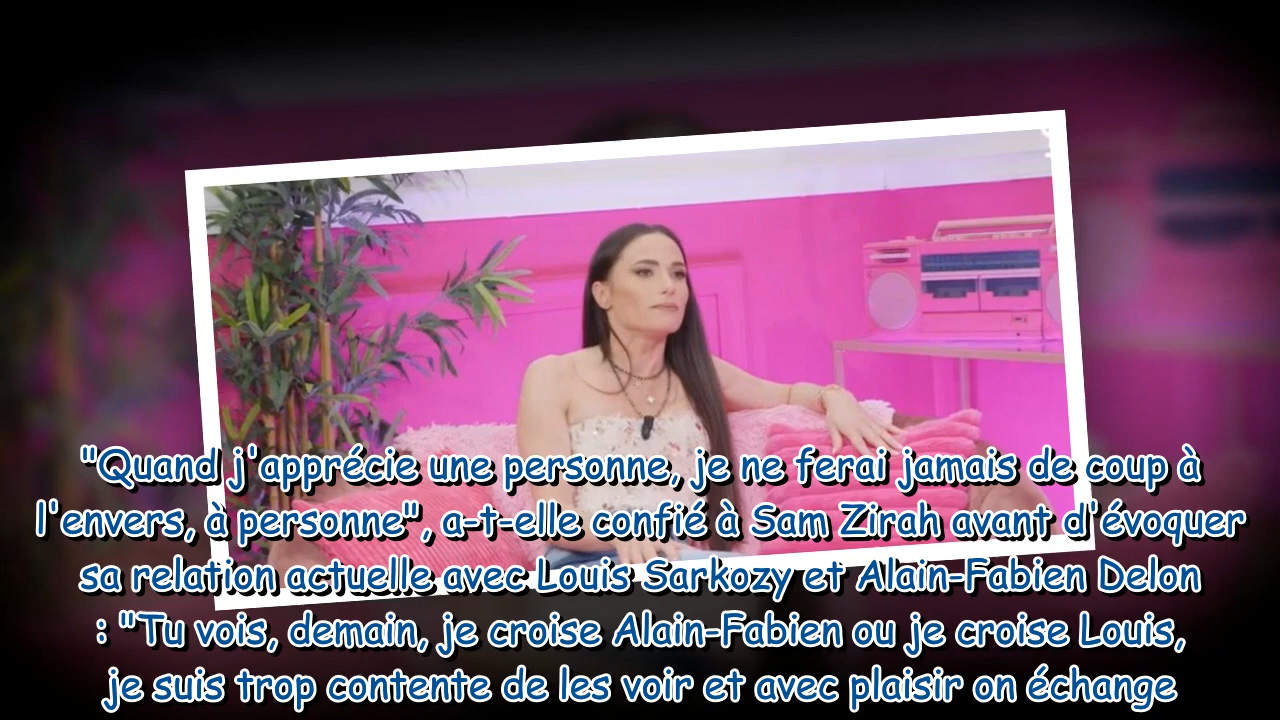 "Quand j'apprécie une personne, je ne ferai jamais de coup à
l'envers, à personne", a-t-elle confié à Sam Zirah avant d'évoquer
sa relation actuelle avec Louis Sarkozy et Alain-Fabien Delon
: "Tu vois, demain, je croise Alain-Fabien ou je croise Louis,
je suis trop contente de les voir et avec plaisir on échange